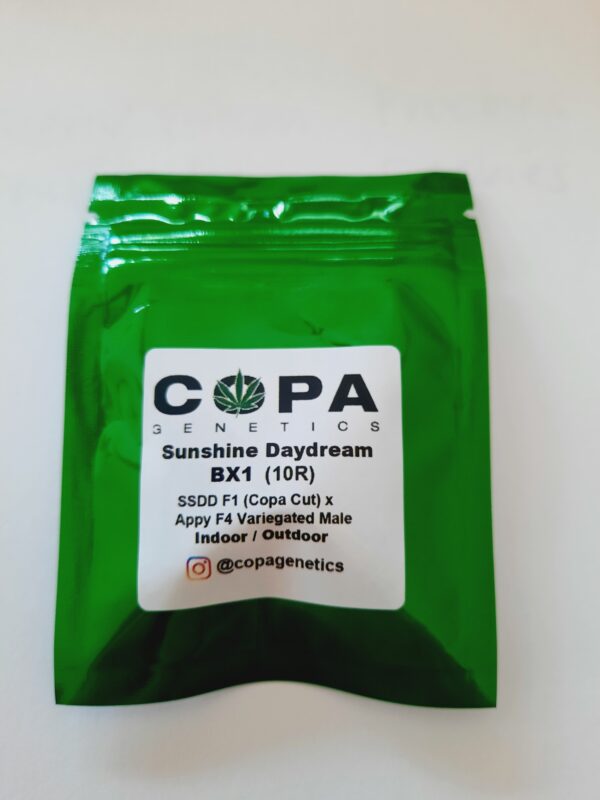 COPA
GENETICS
Sunshine Daydream
BX1 (10R)
SSDD F1 (Copa Cut) x
Appy F4 Variegated Male
Indoor / Outdoor
@copagenetics